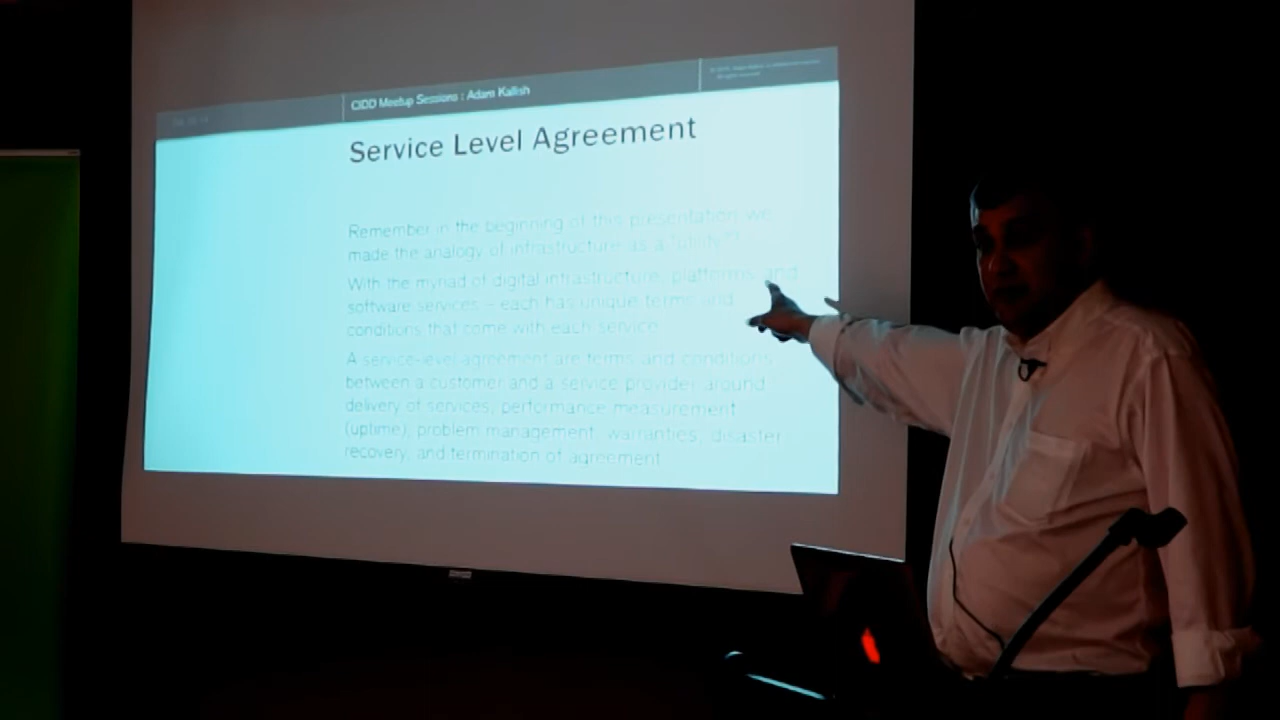 CIDD Meetup Sessions : Adam Kallish
Service Level Agreement
Remember in the beginning of this presentation we
made the analogy of infrastructure as a "utility"?
With the myriad of digital infrastructure, platforms, and
software services – each has unique terms and
conditions that come with each service.
A service-level agreement are terms and conditions
between a customer and a service provider around
delivery of services, performance measurement
(uptime), problem management, warranties, disaster
recovery, and termination of agreement.